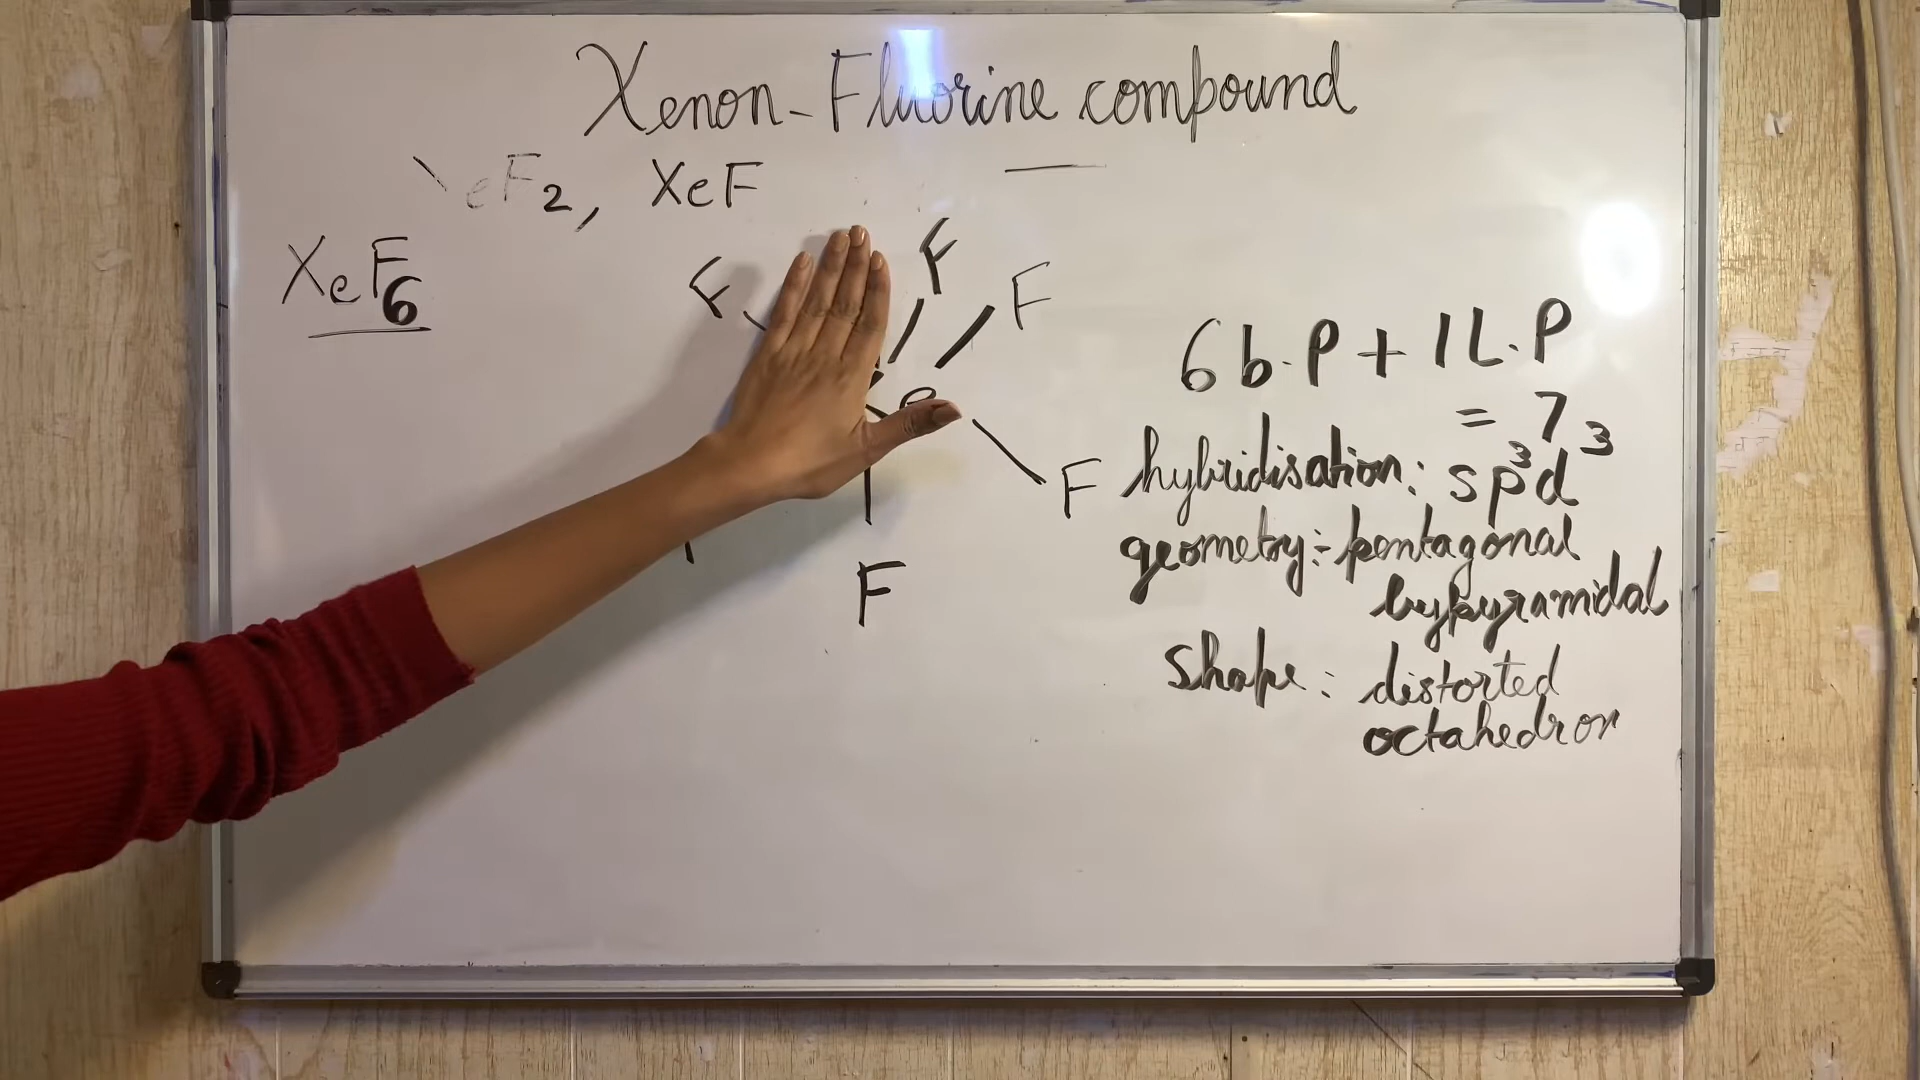 Xenon-Fluorine compound
eF₂, XeF
XeF₆
F F F
e
F
F
6 b.P + 1 L.P
= 7
hybridisation: sp³d³
geometry:- pentagonal
bypyramidal
Shape: distorted
octahedron